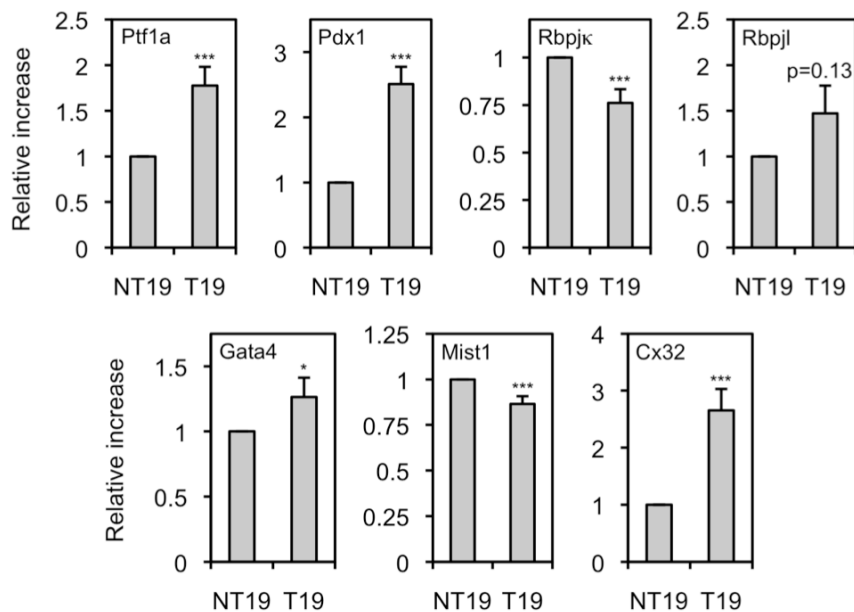 Relative increase
Ptf1a
2.5
2
1.5
1
0.5
0
***
NT19 T19
Pdx1
3
2
1
0
***
NT19 T19
Rbpjκ
1
0.75
0.5
0.25
0
***
NT19 T19
Rbpjl
2.5
2
1.5
1
0.5
0
p=0.13
NT19 T19
Relative increase
Gata4
1.5
1
0.5
0
*
NT19 T19
Mist1
1.25
1
0.75
0.5
0.25
0
***
NT19 T19
Cx32
4
3
2
1
0
***
NT19 T19